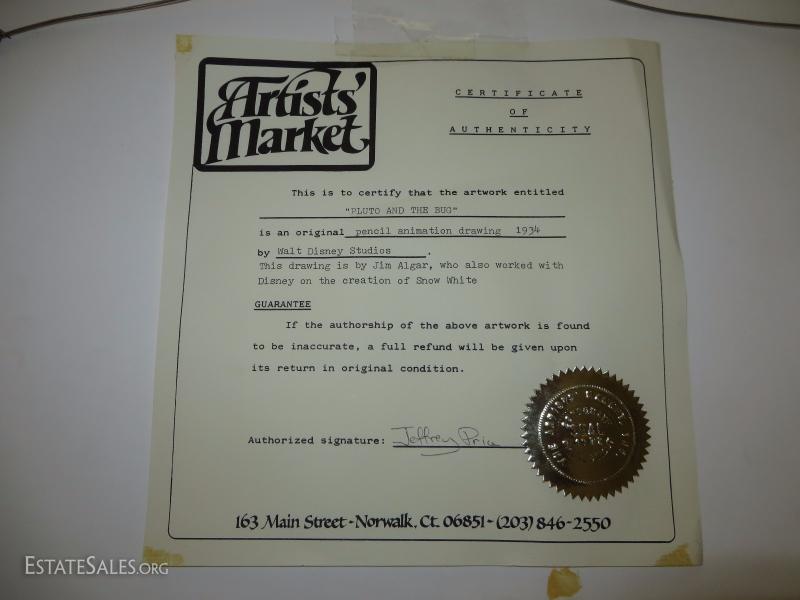 Artists'
Market
CERTIFICATE
OF
AUTHENTICITY
This is to certify that the artwork entitled
"PLUTO AND THE BUG"
is an original pencil animation drawing 1934
by Walt Disney Studios .
This drawing is by Jim Algar, who also worked with
Disney on the creation of Snow White
GUARANTEE
If the authorship of the above artwork is found
to be inaccurate, a full refund will be given upon
its return in original condition.
Authorized signature: Jeffrey Price
163 Main Street - Norwalk, Ct. 06851 - (203) 846-2550
ESTATESALES.ORG